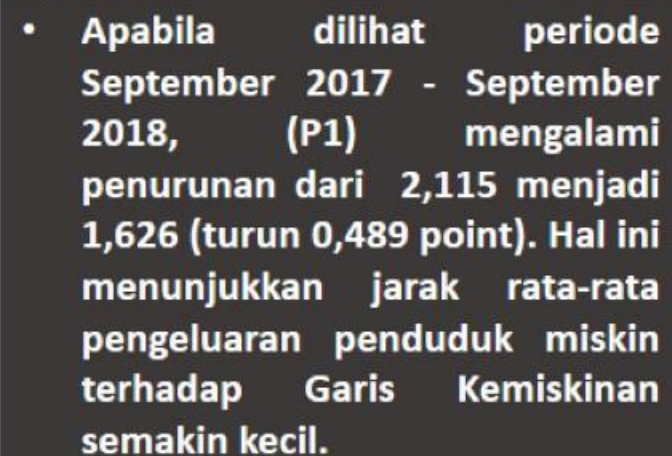 • Apabila dilihat periode
September 2017 - September
2018, (P1) mengalami
penurunan dari 2,115 menjadi
1,626 (turun 0,489 point). Hal ini
menunjukkan jarak rata-rata
pengeluaran penduduk miskin
terhadap Garis Kemiskinan
semakin kecil.